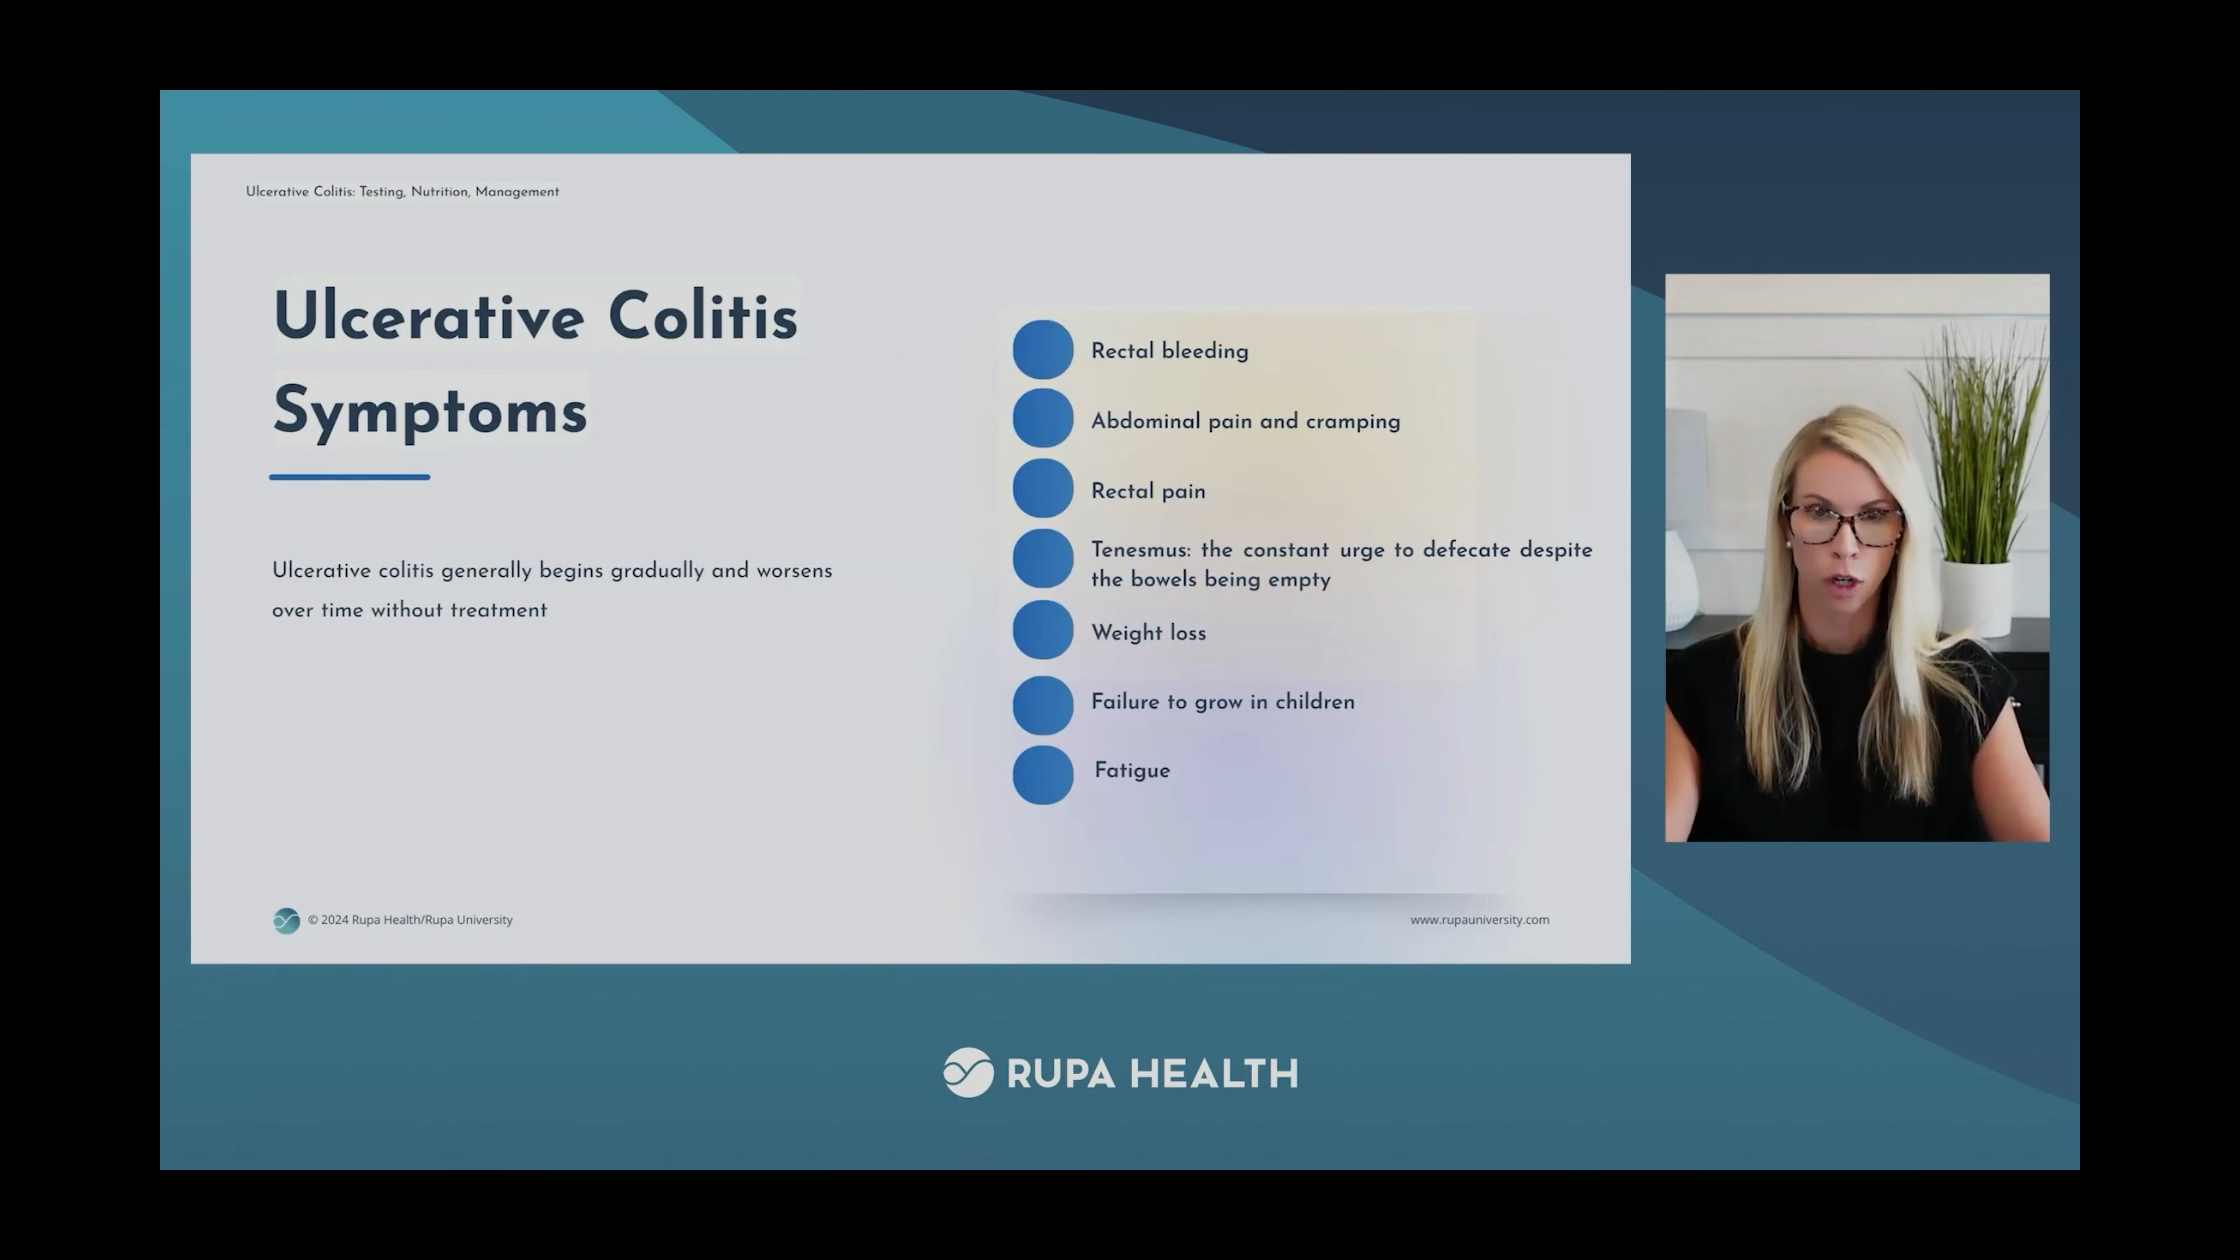 Ulcerative Colitis: Testing, Nutrition, Management
Ulcerative Colitis
Symptoms
Ulcerative colitis generally begins gradually and worsens
over time without treatment
Rectal bleeding
Abdominal pain and cramping
Rectal pain
Tenesmus: the constant urge to defecate despite
the bowels being empty
Weight loss
Failure to grow in children
Fatigue
© 2024 Rupa Health/Rupa University
www.rupauniversity.com
RUPA HEALTH